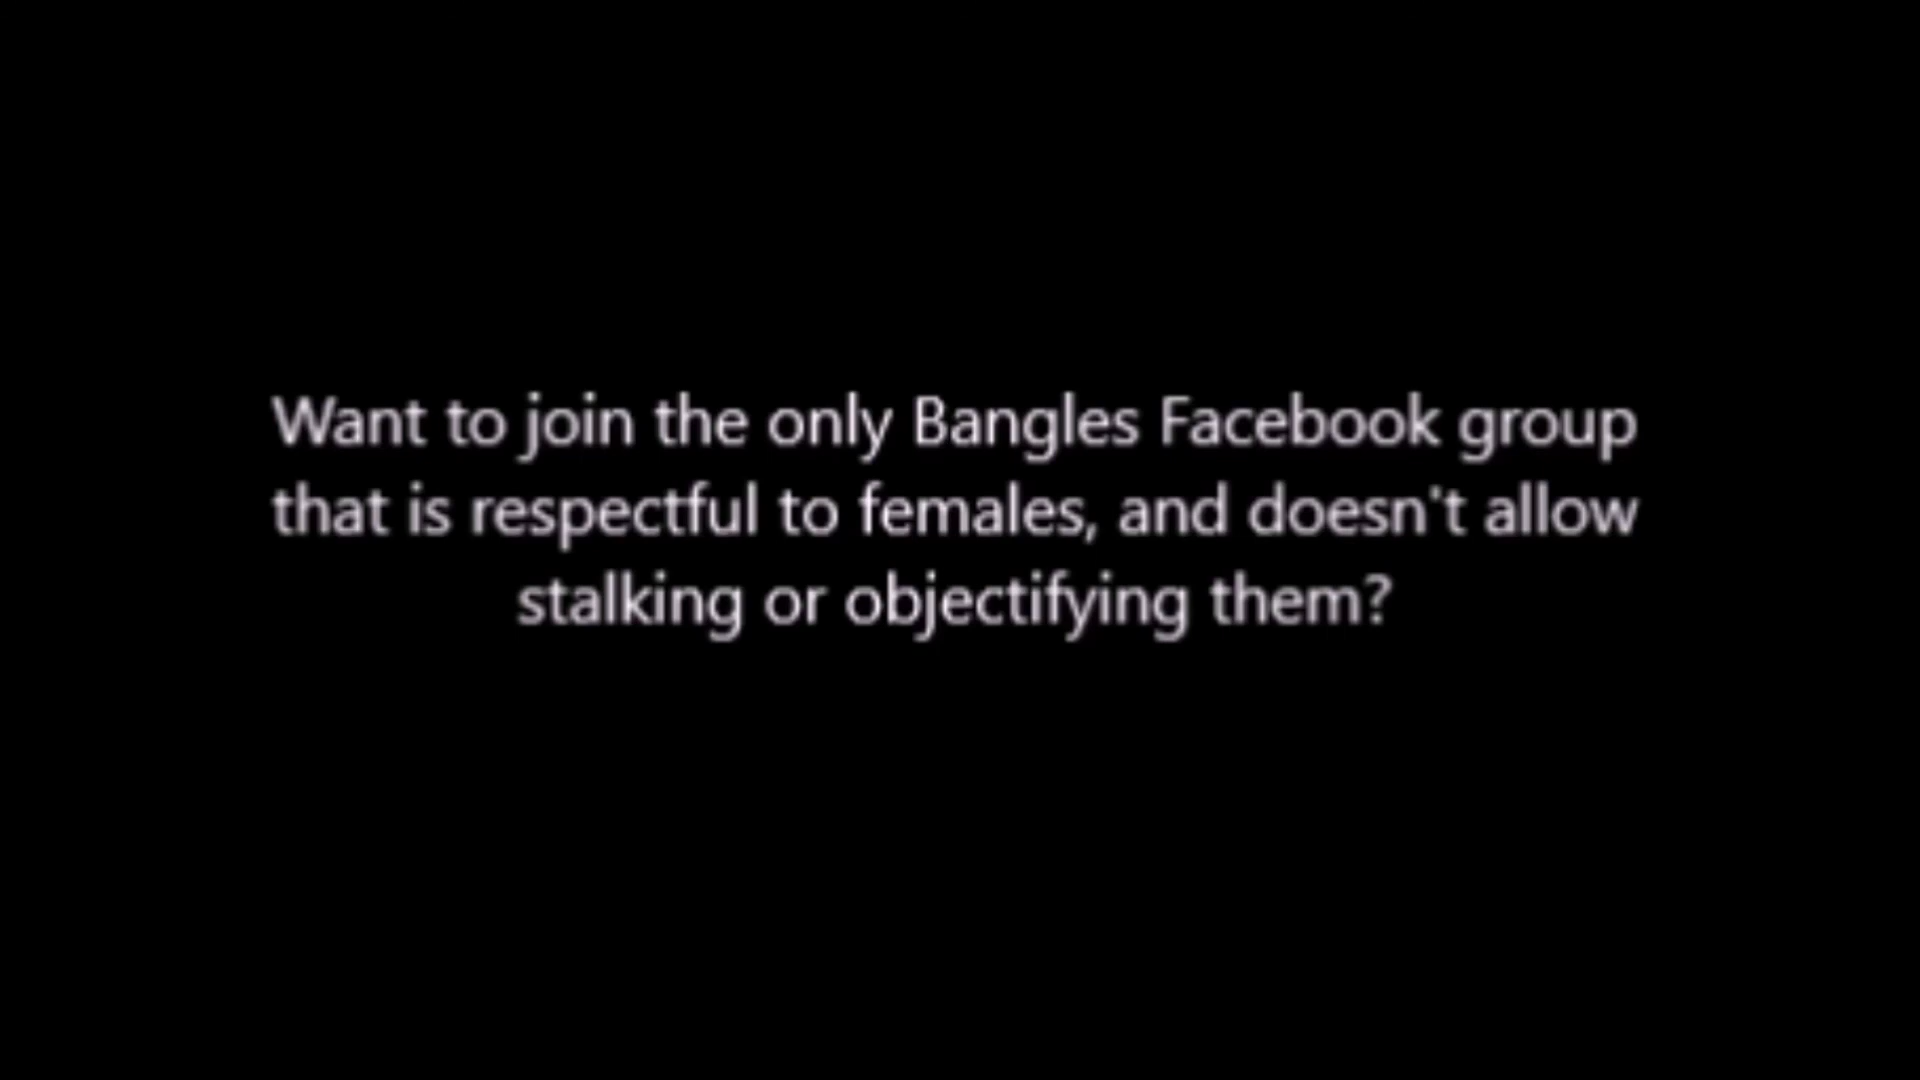 Want to join the only Bangles Facebook group
that is respectful to females, and doesn't allow
stalking or objectifying them?